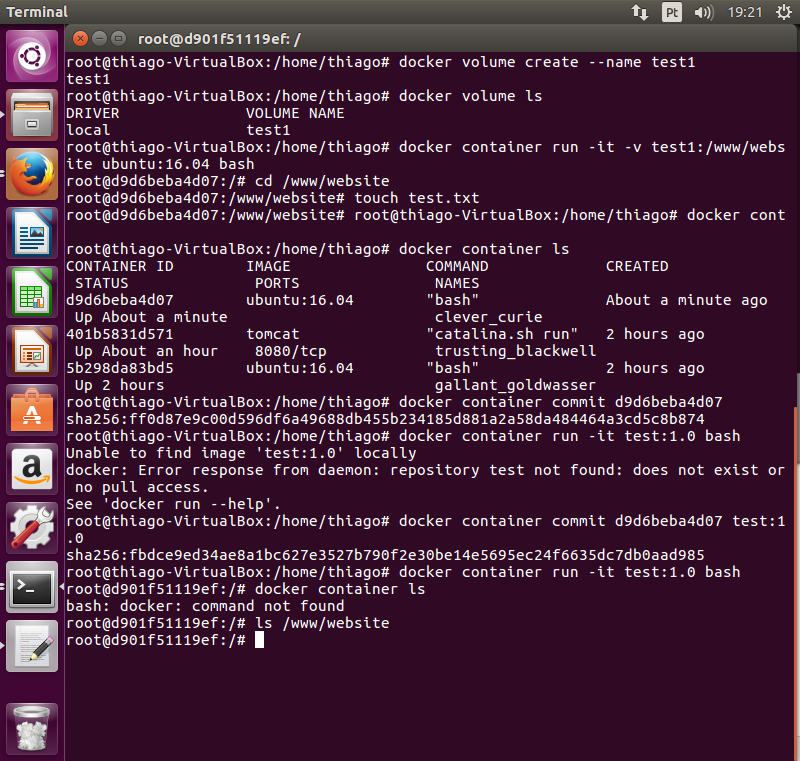 Terminal
Pt
19:21
root@d901f51119ef: /
root@thiago-VirtualBox:/home/thiago# docker volume create --name test1
test1
root@thiago-VirtualBox:/home/thiago# docker volume ls
DRIVER VOLUME NAME
local test1
root@thiago-VirtualBox:/home/thiago# docker container run -it -v test1:/www/webs
ite ubuntu:16.04 bash
root@d9d6beba4d07:/# cd /www/website
root@d9d6beba4d07:/www/website# touch test.txt
root@d9d6beba4d07:/www/website# root@thiago-VirtualBox:/home/thiago# docker cont
root@thiago-VirtualBox:/home/thiago# docker container ls
CONTAINER ID IMAGE COMMAND CREATED
STATUS PORTS NAMES
d9d6beba4d07 ubuntu:16.04 "bash" About a minute ago
Up About a minute clever_curie
401b5831d571 tomcat "catalina.sh run" 2 hours ago
Up About an hour 8080/tcp trusting_blackwell
5b298da83bd5 ubuntu:16.04 "bash" 2 hours ago
Up 2 hours gallant_goldwasser
root@thiago-VirtualBox:/home/thiago# docker container commit d9d6beba4d07
sha256:ff0d87e9c00d596df6a49688db455b234185d881a2a58da484464a3cd5c8b874
root@thiago-VirtualBox:/home/thiago# docker container run -it test:1.0 bash
Unable to find image 'test:1.0' locally
docker: Error response from daemon: repository test not found: does not exist or
no pull access.
See 'docker run --help'.
root@thiago-VirtualBox:/home/thiago# docker container commit d9d6beba4d07 test:1
.0
sha256:fbdce9ed34ae8a1bc627e3527b790f2e30be14e5695ec24f6635dc7db0aad985
root@thiago-VirtualBox:/home/thiago# docker container run -it test:1.0 bash
root@d901f51119ef:/# docker container ls
bash: docker: command not found
root@d901f51119ef:/# ls /www/website
root@d901f51119ef:/#